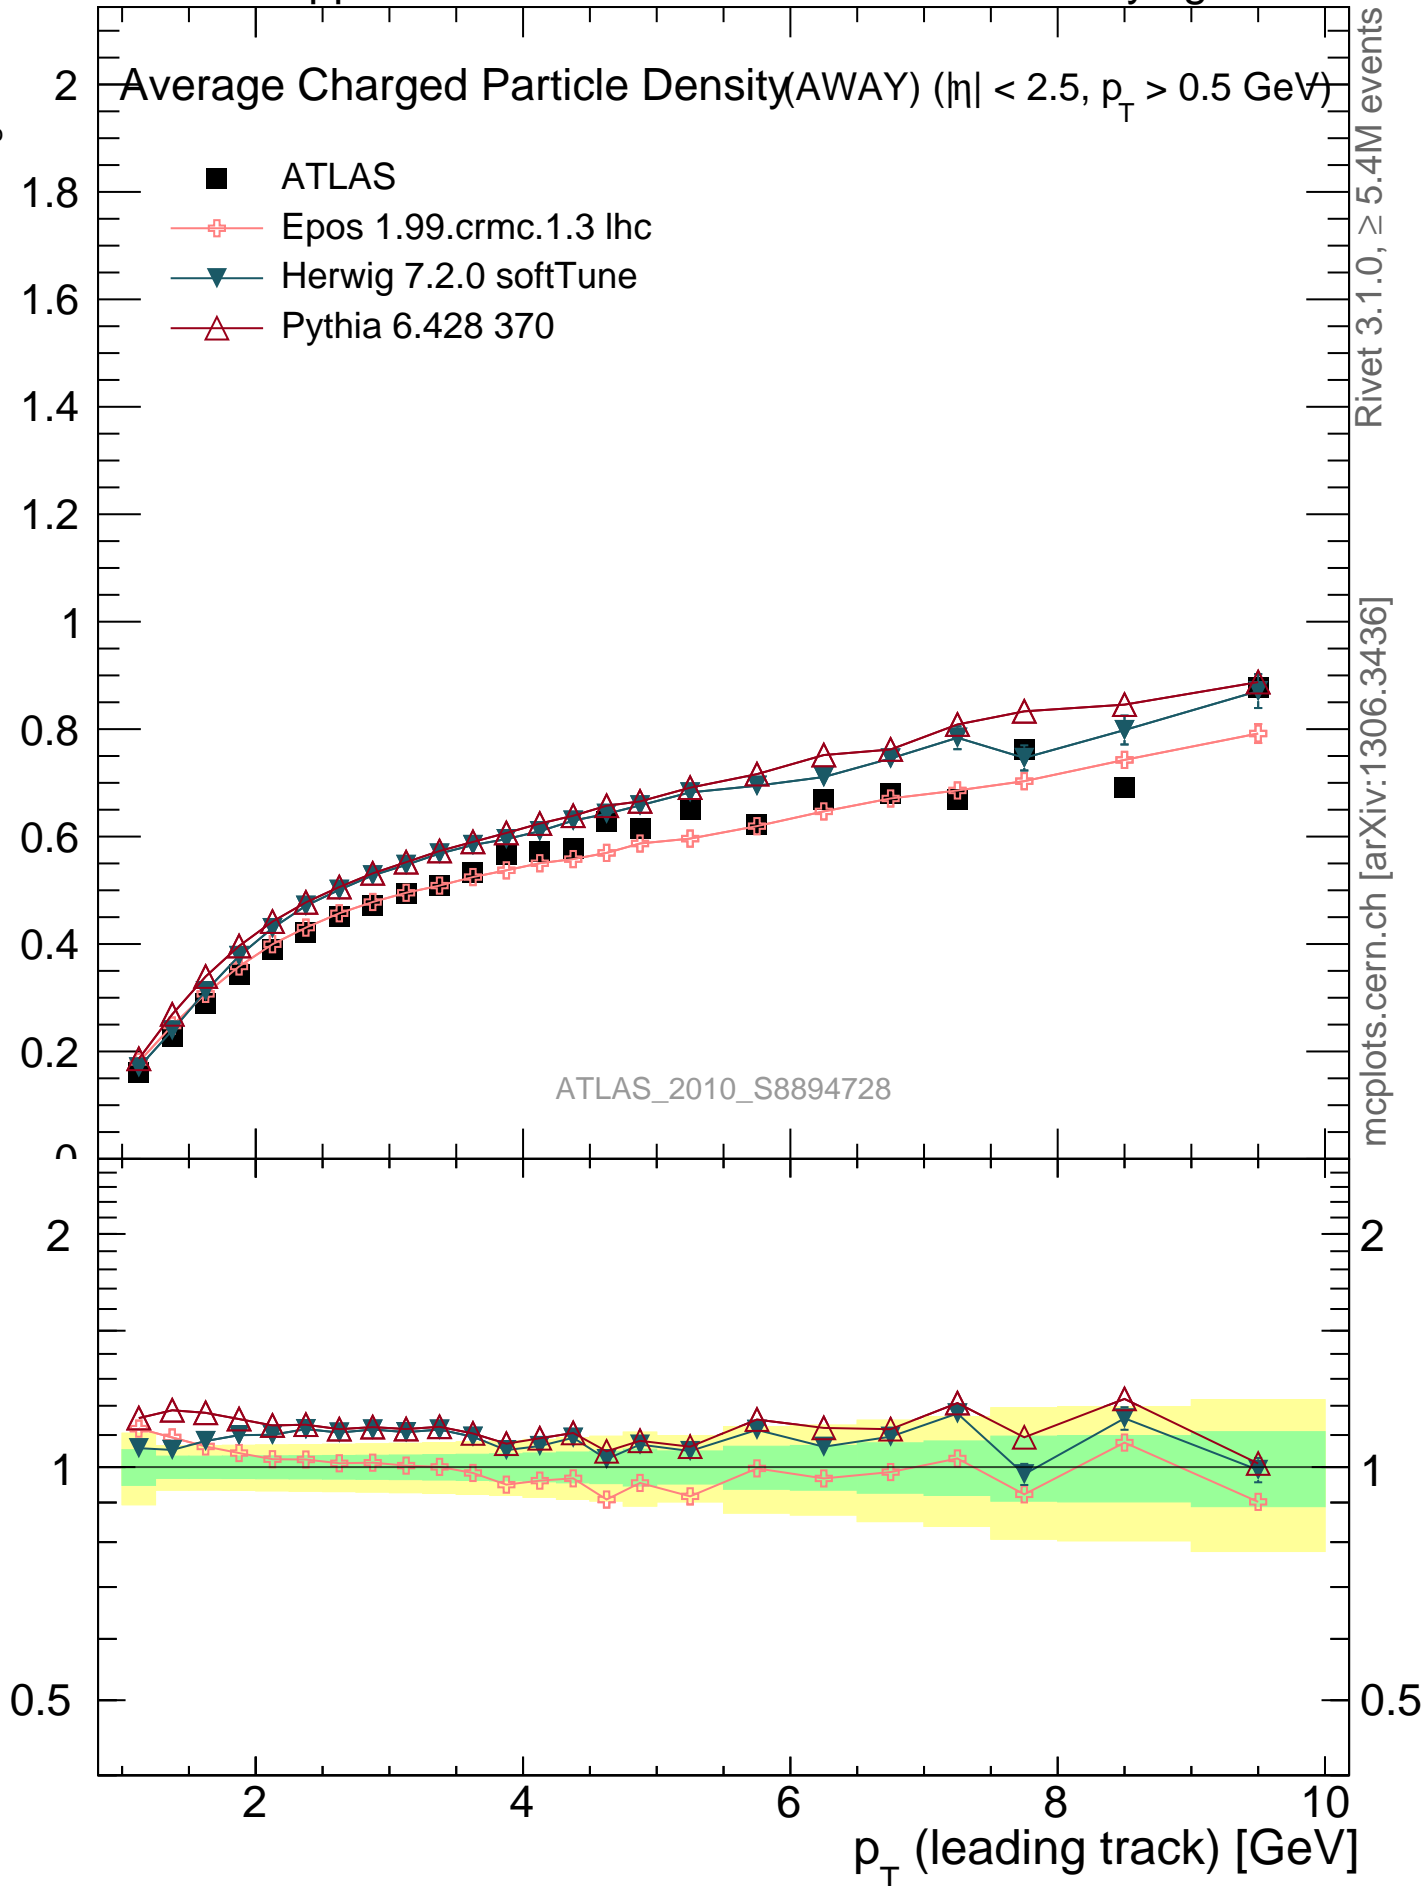 Average Charged Particle Density (AWAY) (|η| < 2.5, p_T > 0.5 GeV)
ATLAS
Epos 1.99.crmc.1.3 lhc
Herwig 7.2.0 softTune
Pythia 6.428 370
2
1.8
1.6
1.4
1.2
1
0.8
0.6
0.4
0.2
0
ATLAS_2010_S8894728
Rivet 3.1.0, ≥ 5.4M events
mcplots.cern.ch [arXiv:1306.3436]
2
1
0.5
2
1
0.5
2 4 6 8 10
p_T (leading track) [GeV]